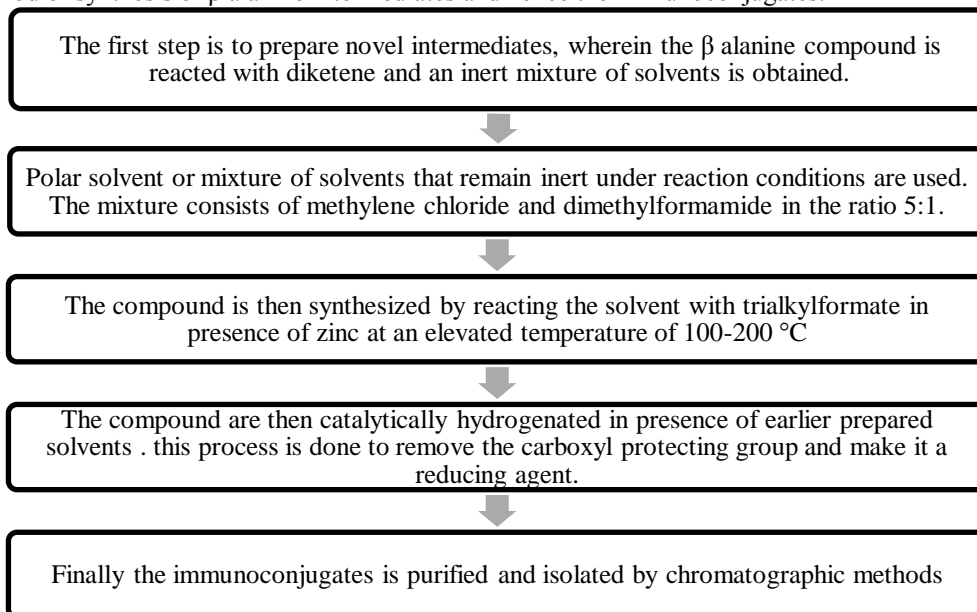 The first step is to prepare novel intermediates, wherein the β alanine compound is
reacted with diketene and an inert mixture of solvents is obtained.
Polar solvent or mixture of solvents that remain inert under reaction conditions are used.
The mixture consists of methylene chloride and dimethylformamide in the ratio 5:1.
The compound is then synthesized by reacting the solvent with trialkylformate in
presence of zinc at an elevated temperature of 100-200 °C
The compound are then catalytically hydrogenated in presence of earlier prepared
solvents . this process is done to remove the carboxyl protecting group and make it a
reducing agent.
Finally the immunoconjugates is purified and isolated by chromatographic methods